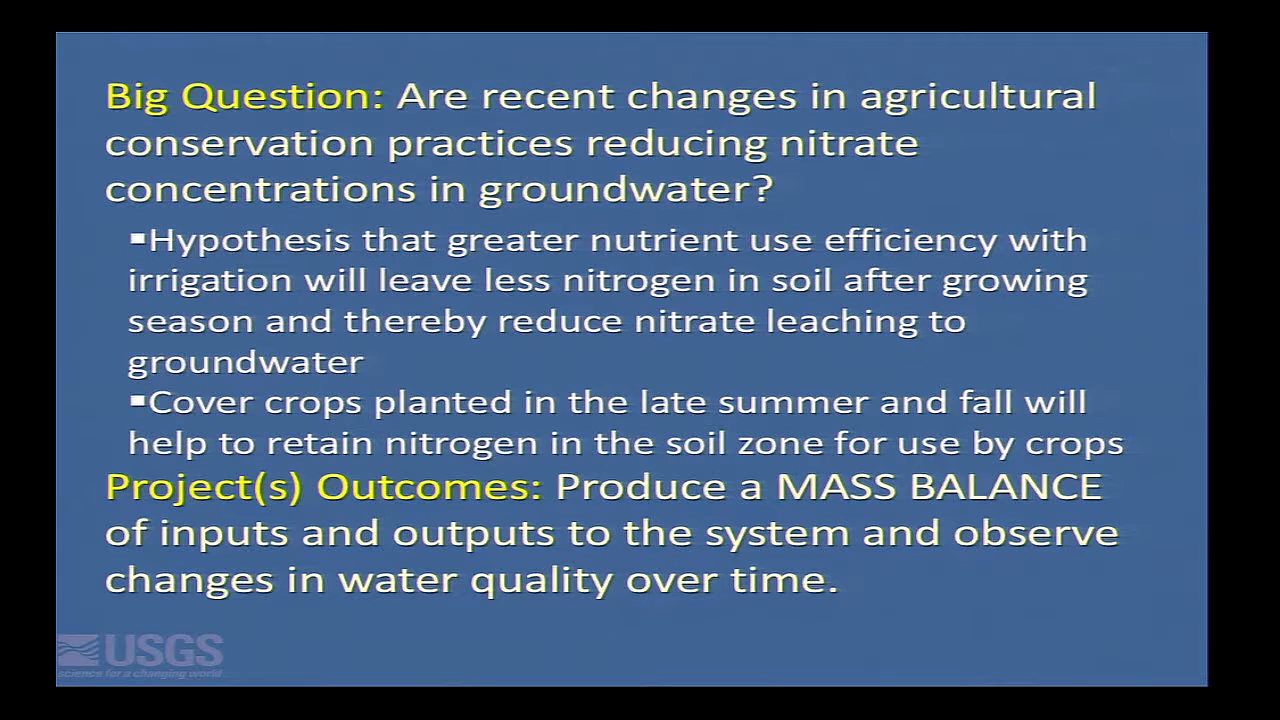 Big Question: Are recent changes in agricultural
conservation practices reducing nitrate
concentrations in groundwater?
▪Hypothesis that greater nutrient use efficiency with
irrigation will leave less nitrogen in soil after growing
season and thereby reduce nitrate leaching to
groundwater
▪Cover crops planted in the late summer and fall will
help to retain nitrogen in the soil zone for use by crops
Project(s) Outcomes: Produce a MASS BALANCE
of inputs and outputs to the system and observe
changes in water quality over time.
USGS
science for a changing world